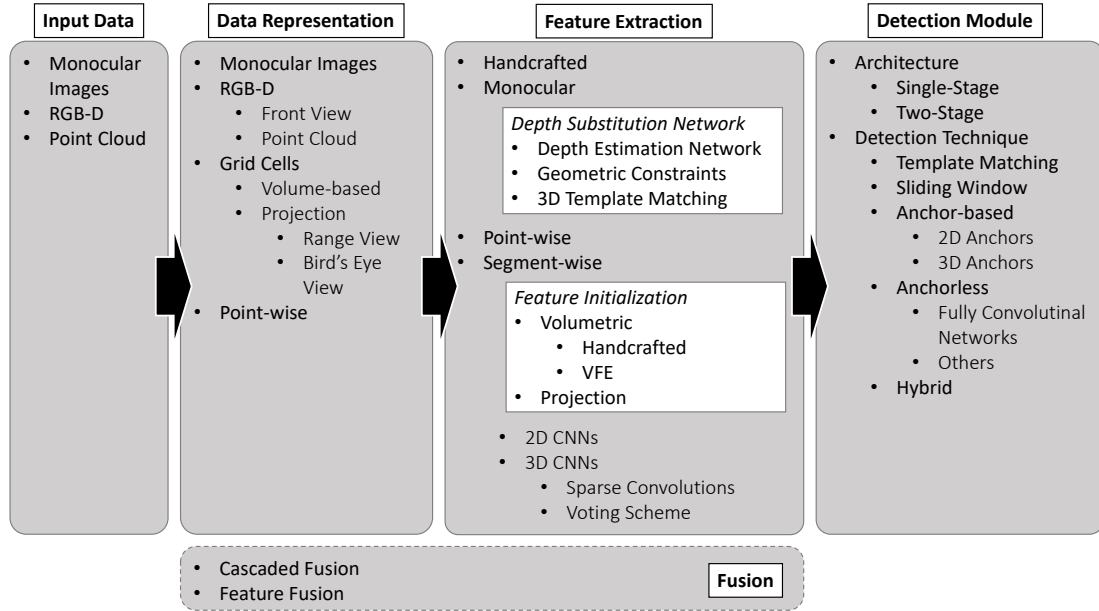 Input Data
• Monocular
Images
• RGB-D
• Point Cloud
Data Representation
• Monocular Images
• RGB-D
• Front View
• Point Cloud
• Grid Cells
• Volume-based
• Projection
• Range View
• Bird's Eye
View
• Point-wise
Feature Extraction
• Handcrafted
• Monocular
Depth Substitution Network
• Depth Estimation Network
• Geometric Constraints
• 3D Template Matching
• Point-wise
• Segment-wise
Feature Initialization
• Volumetric
• Handcrafted
• VFE
• Projection
• 2D CNNs
• 3D CNNs
• Sparse Convolutions
• Voting Scheme
Detection Module
• Architecture
• Single-Stage
• Two-Stage
• Detection Technique
• Template Matching
• Sliding Window
• Anchor-based
• 2D Anchors
• 3D Anchors
• Anchorless
• Fully Convolutinal
Networks
• Others
• Hybrid
• Cascaded Fusion
• Feature Fusion
Fusion